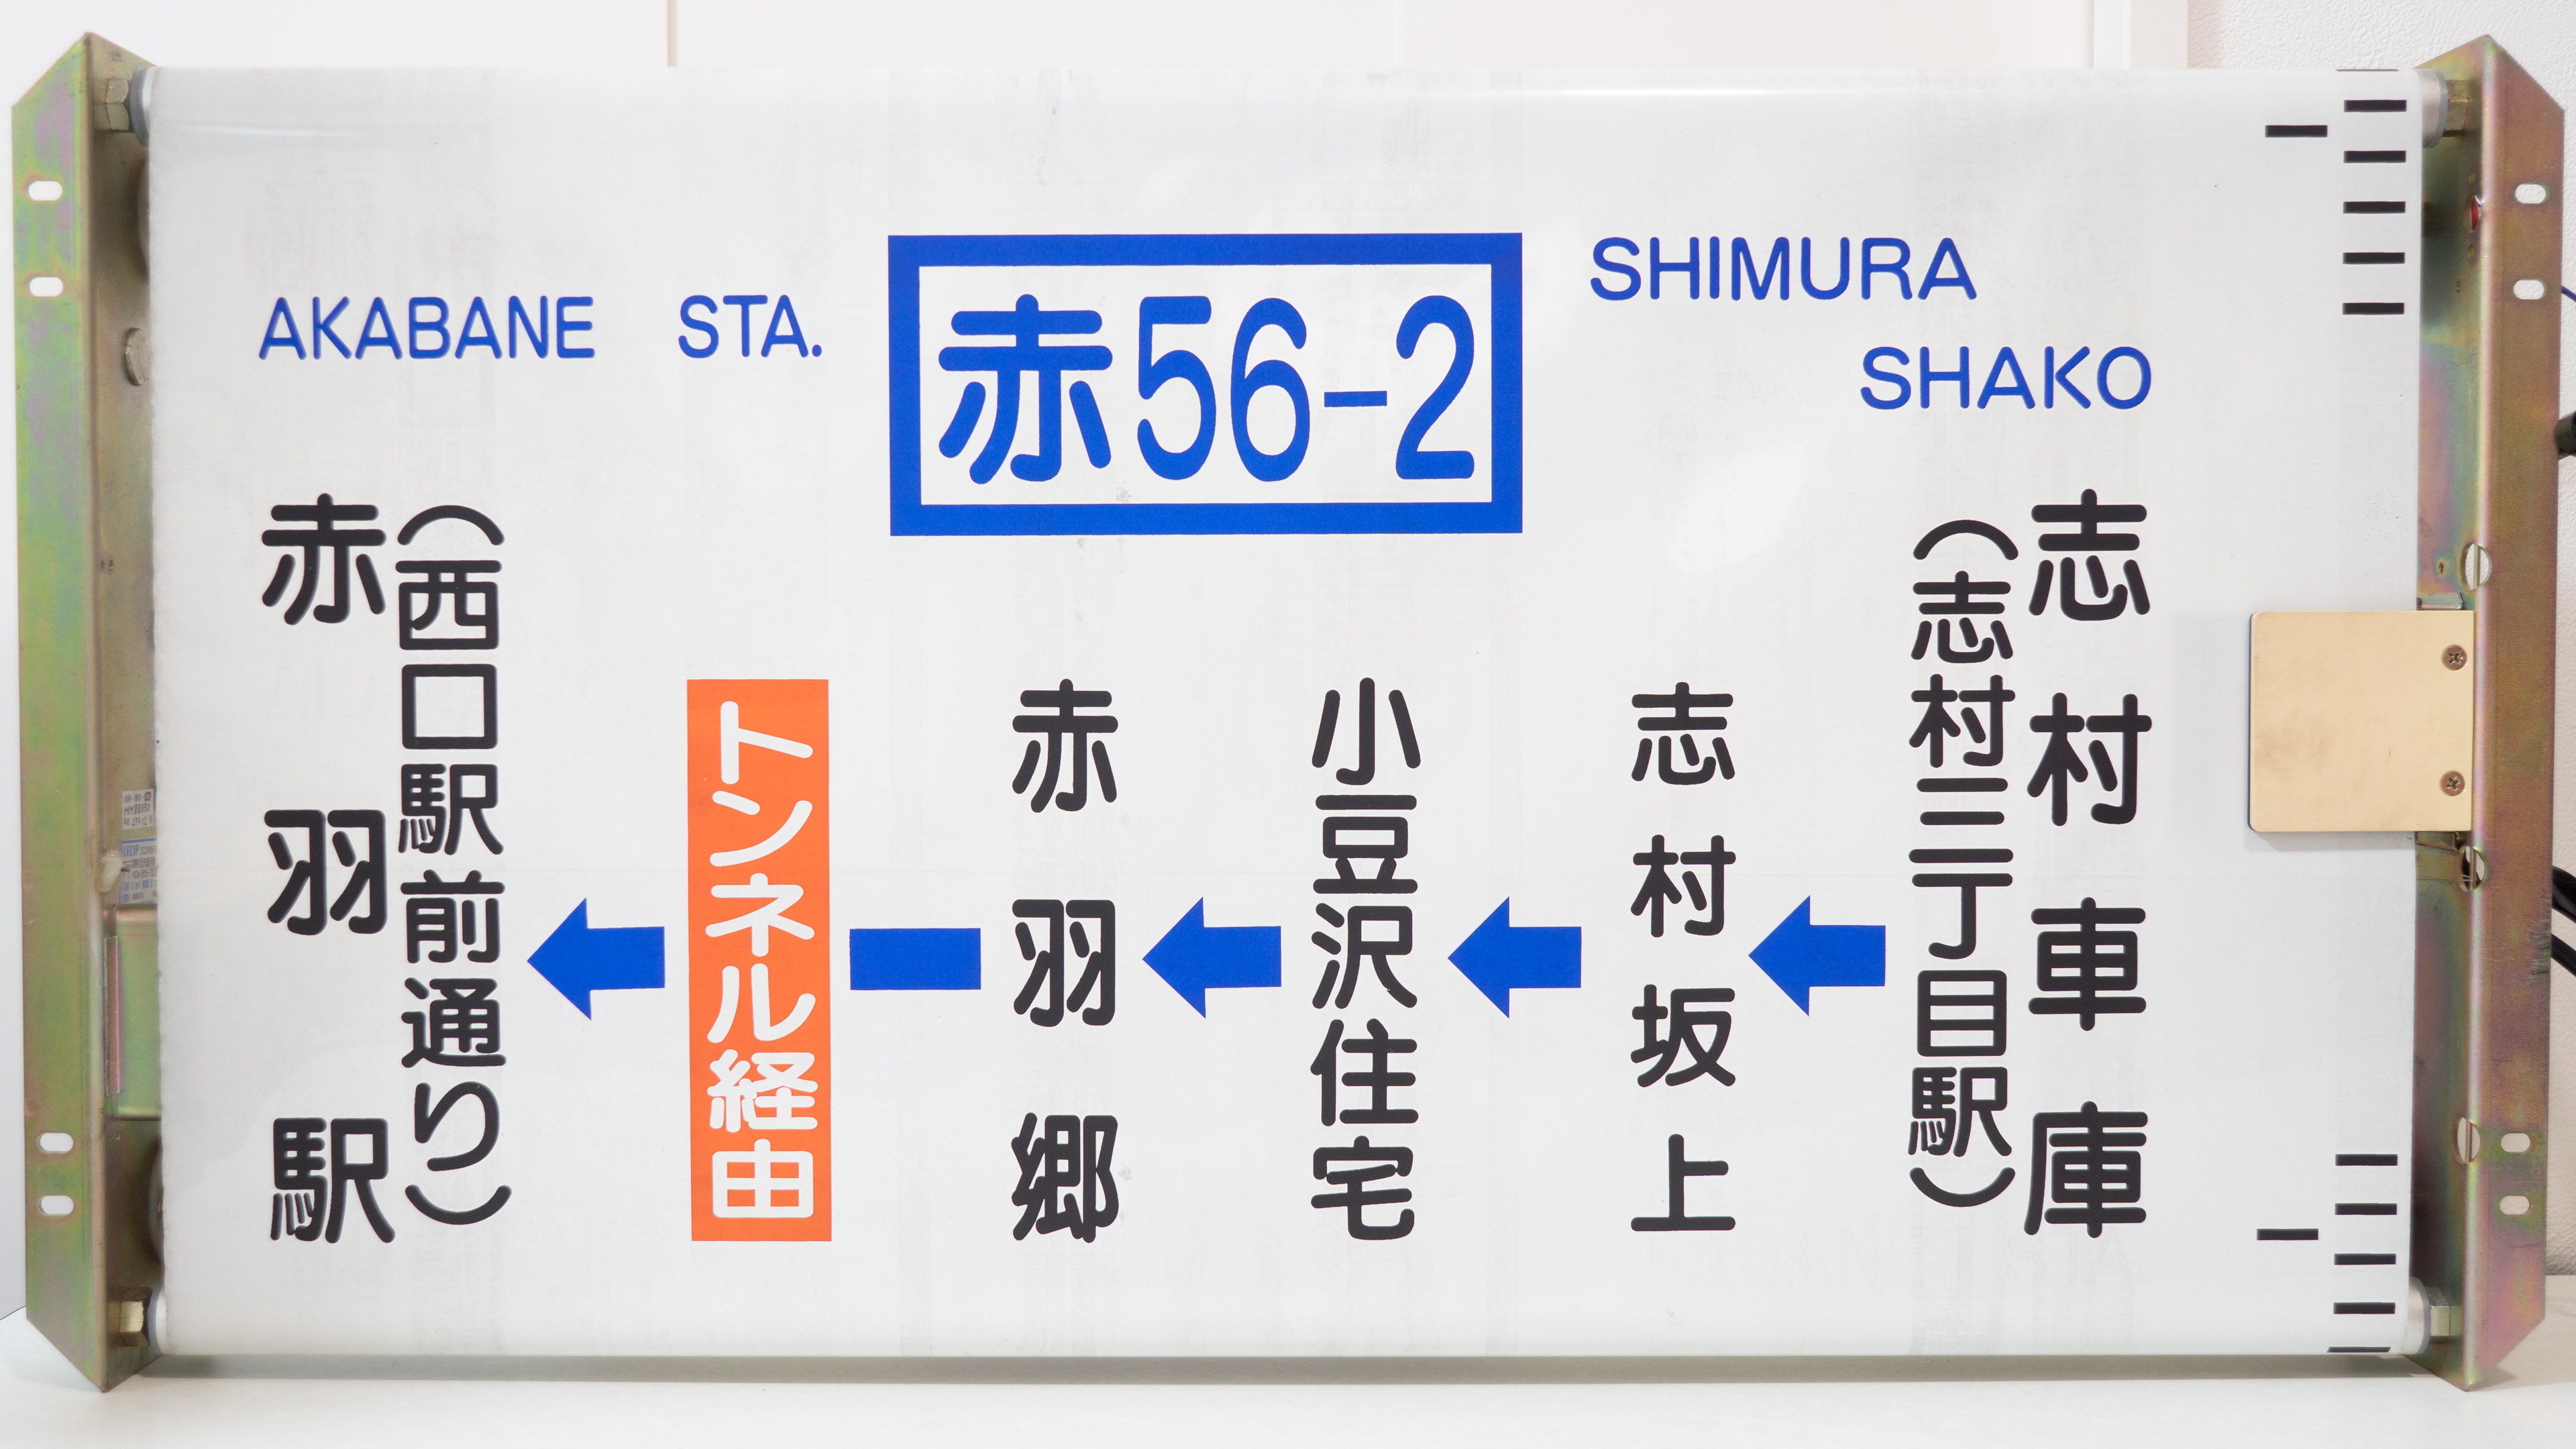 赤56-2
SHIMURA
SHAKO
AKABANE STA.
志村車庫
(志村三丁目駅)
志村坂上
小豆沢住宅
赤羽郷
トンネル経由
(西口駅前通り)
赤羽駅